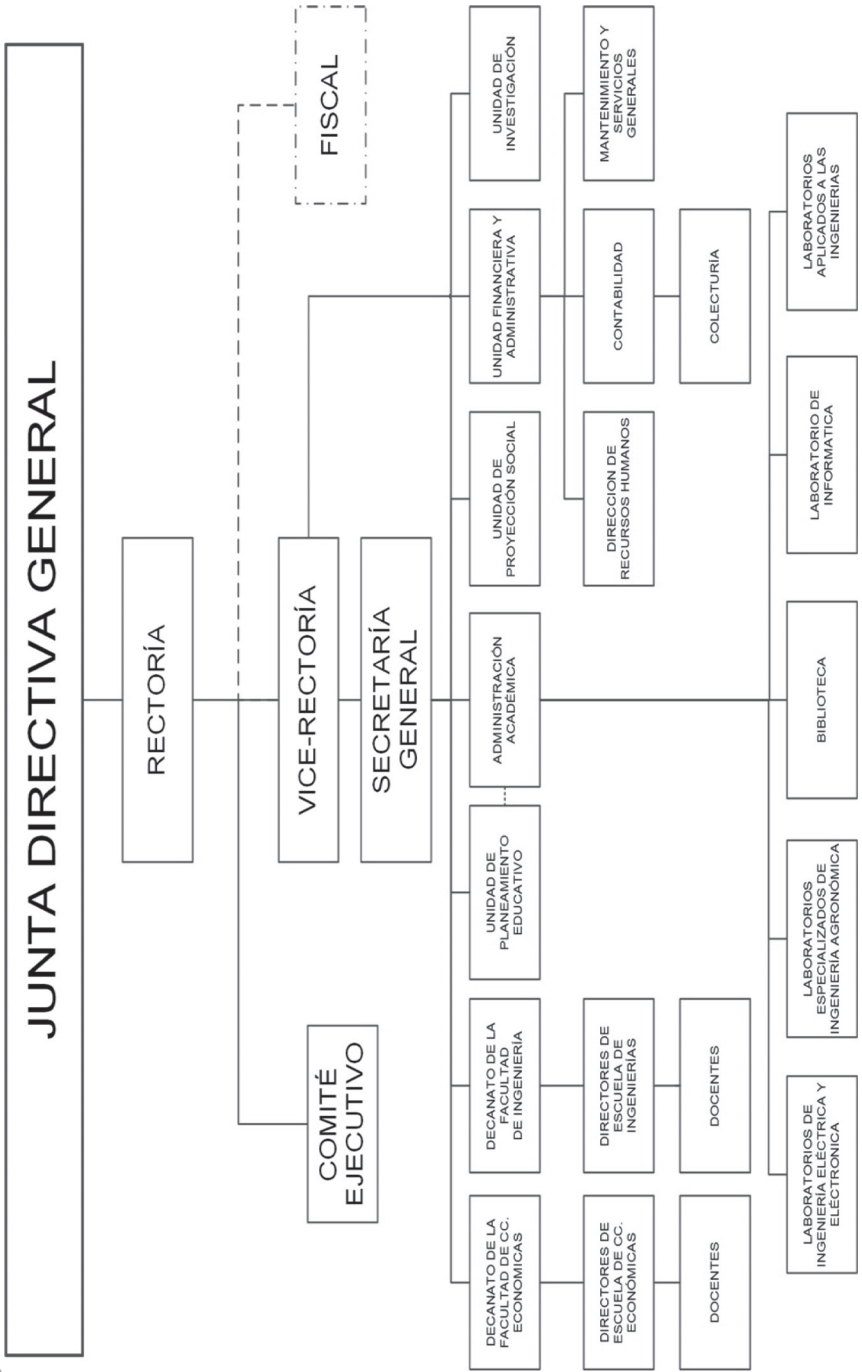 JUNTA DIRECTIVA GENERAL
RECTORÍA
FISCAL
COMITÉ
EJECUTIVO
VICE-RECTORÍA
SECRETARÍA
GENERAL
DECANATO DE LA
FACULTAD DE CC.
ECONOMICAS
DECANATO DE LA
FACULTAD
DE INGENIERÍA
UNIDAD DE
PLANEAMIENTO
EDUCATIVO
ADMINISTRACIÓN
ACADÉMICA
UNIDAD DE
PROYECCIÓN SOCIAL
UNIDAD FINANCIERA Y
ADMINISTRATIVA
UNIDAD DE
INVESTIGACIÓN
DIRECTORES DE
ESCUELA DE CC.
ECONÓMICAS
DIRECTORES DE
ESCUELA DE
INGENIERÍAS
DIRECCION DE
RECURSOS HUMANOS
CONTABILIDAD
MANTENIMIENTO Y
SERVICIOS
GENERALES
DOCENTES
DOCENTES
COLECTURÍA
LABORATORIOS DE
INGENIERÍA ELÉCTRICA Y
ELÉCTRONICA
LABORATORIOS
ESPECIALIZADOS DE
INGENIERÍA AGRONÓMICA
BIBLIOTECA
LABORATORIO DE
INFORMATICA
LABORATORIOS
APLICADOS A LAS
INGENIERIAS